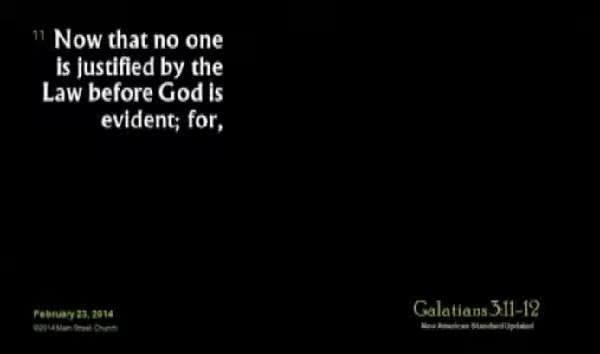 11 Now that no one
is justified by the
Law before God is
evident; for,
February 23, 2014
©2014 Main Street Church
Galatians 3:11-12
New American Standard Updated